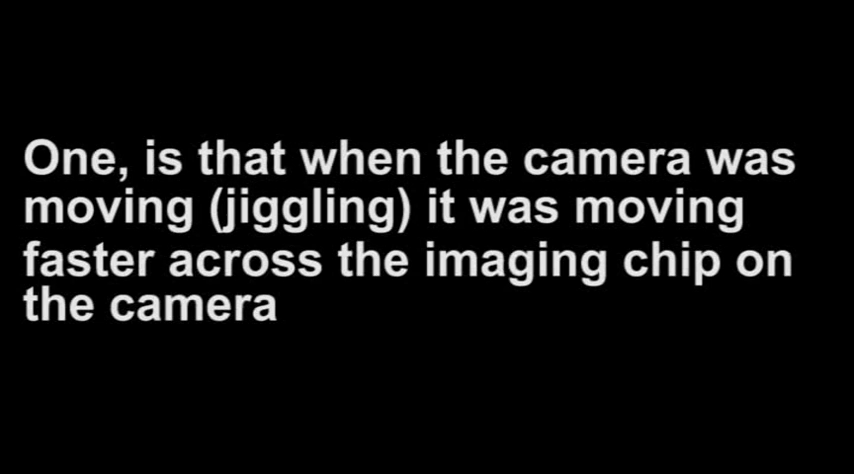 One, is that when the camera was
moving (jiggling) it was moving
faster across the imaging chip on
the camera